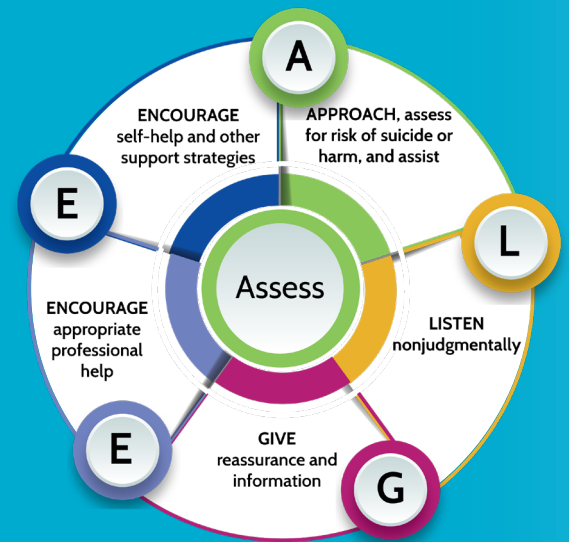 A
APPROACH, assess
for risk of suicide or
harm, and assist
L
LISTEN
nonjudgmentally
G
GIVE
reassurance and
information
E
ENCOURAGE
appropriate
professional
help
E
ENCOURAGE
self-help and other
support strategies
Assess